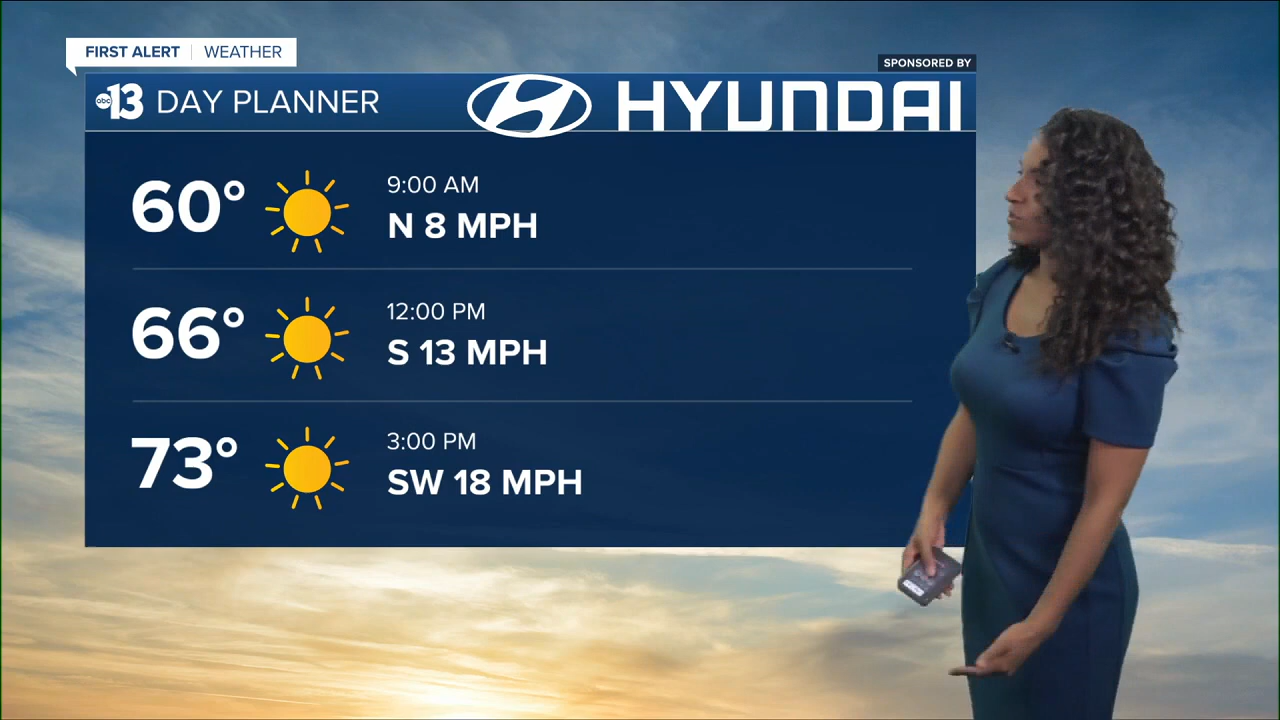 FIRST ALERT | WEATHER
SPONSORED BY
abc 13 DAY PLANNER
HYUNDAI
60°
9:00 AM
N 8 MPH
66°
12:00 PM
S 13 MPH
73°
3:00 PM
SW 18 MPH